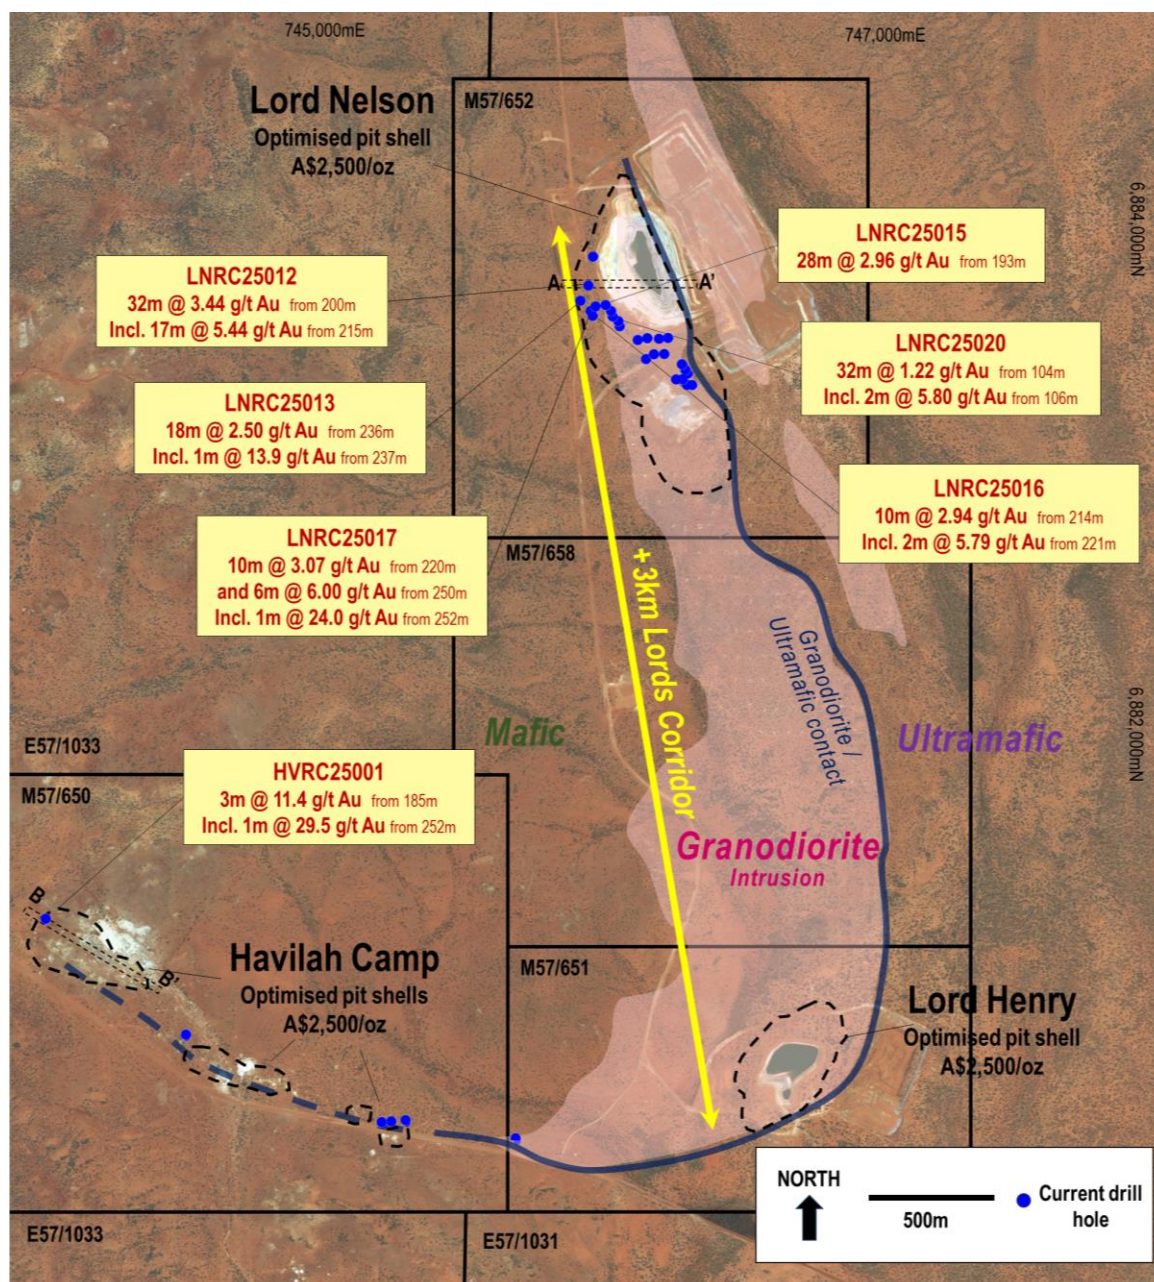 745,000mE
747,000mE
Lord Nelson
Optimised pit shell
A$2,500/oz
M57/652
6,884,000mN
LNRC25015
28m @ 2.96 g/t Au from 193m
LNRC25012
32m @ 3.44 g/t Au from 200m
Incl. 17m @ 5.44 g/t Au from 215m
A
A'
LNRC25020
32m @ 1.22 g/t Au from 104m
Incl. 2m @ 5.80 g/t Au from 106m
LNRC25013
18m @ 2.50 g/t Au from 236m
Incl. 1m @ 13.9 g/t Au from 237m
LNRC25016
10m @ 2.94 g/t Au from 214m
Incl. 2m @ 5.79 g/t Au from 221m
LNRC25017
10m @ 3.07 g/t Au from 220m
and 6m @ 6.00 g/t Au from 250m
Incl. 1m @ 24.0 g/t Au from 252m
M57/658
+3km Lords Corridor
Granodiorite /
Ultramafic contact
6,882,000mN
Mafic
Ultramafic
E57/1033
M57/650
HVRC25001
3m @ 11.4 g/t Au from 185m
Incl. 1m @ 29.5 g/t Au from 252m
Granodiorite
Intrusion
B
B'
Havilah Camp
Optimised pit shells
A$2,500/oz
M57/651
Lord Henry
Optimised pit shell
A$2,500/oz
E57/1033
E57/1031
NORTH
500m
Current drill
hole